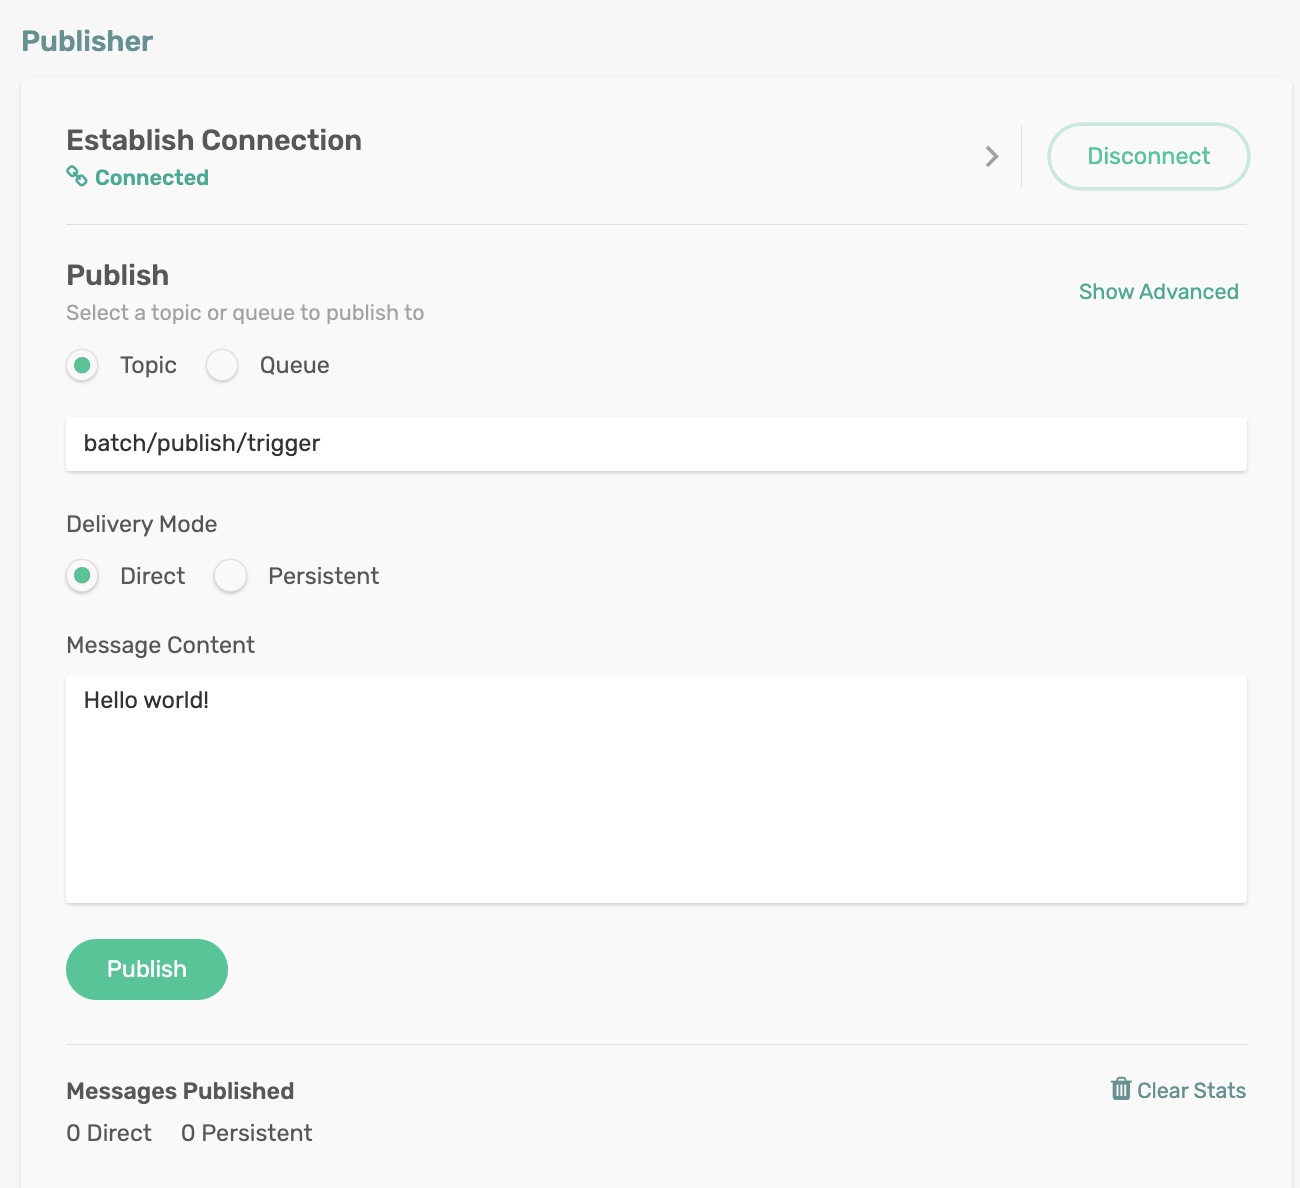 Publisher
Establish Connection
Connected
Disconnect
Publish
Select a topic or queue to publish to
Show Advanced
Topic Queue
batch/publish/trigger
Delivery Mode
Direct Persistent
Message Content
Hello world!
Publish
Messages Published
Clear Stats
0 Direct 0 Persistent